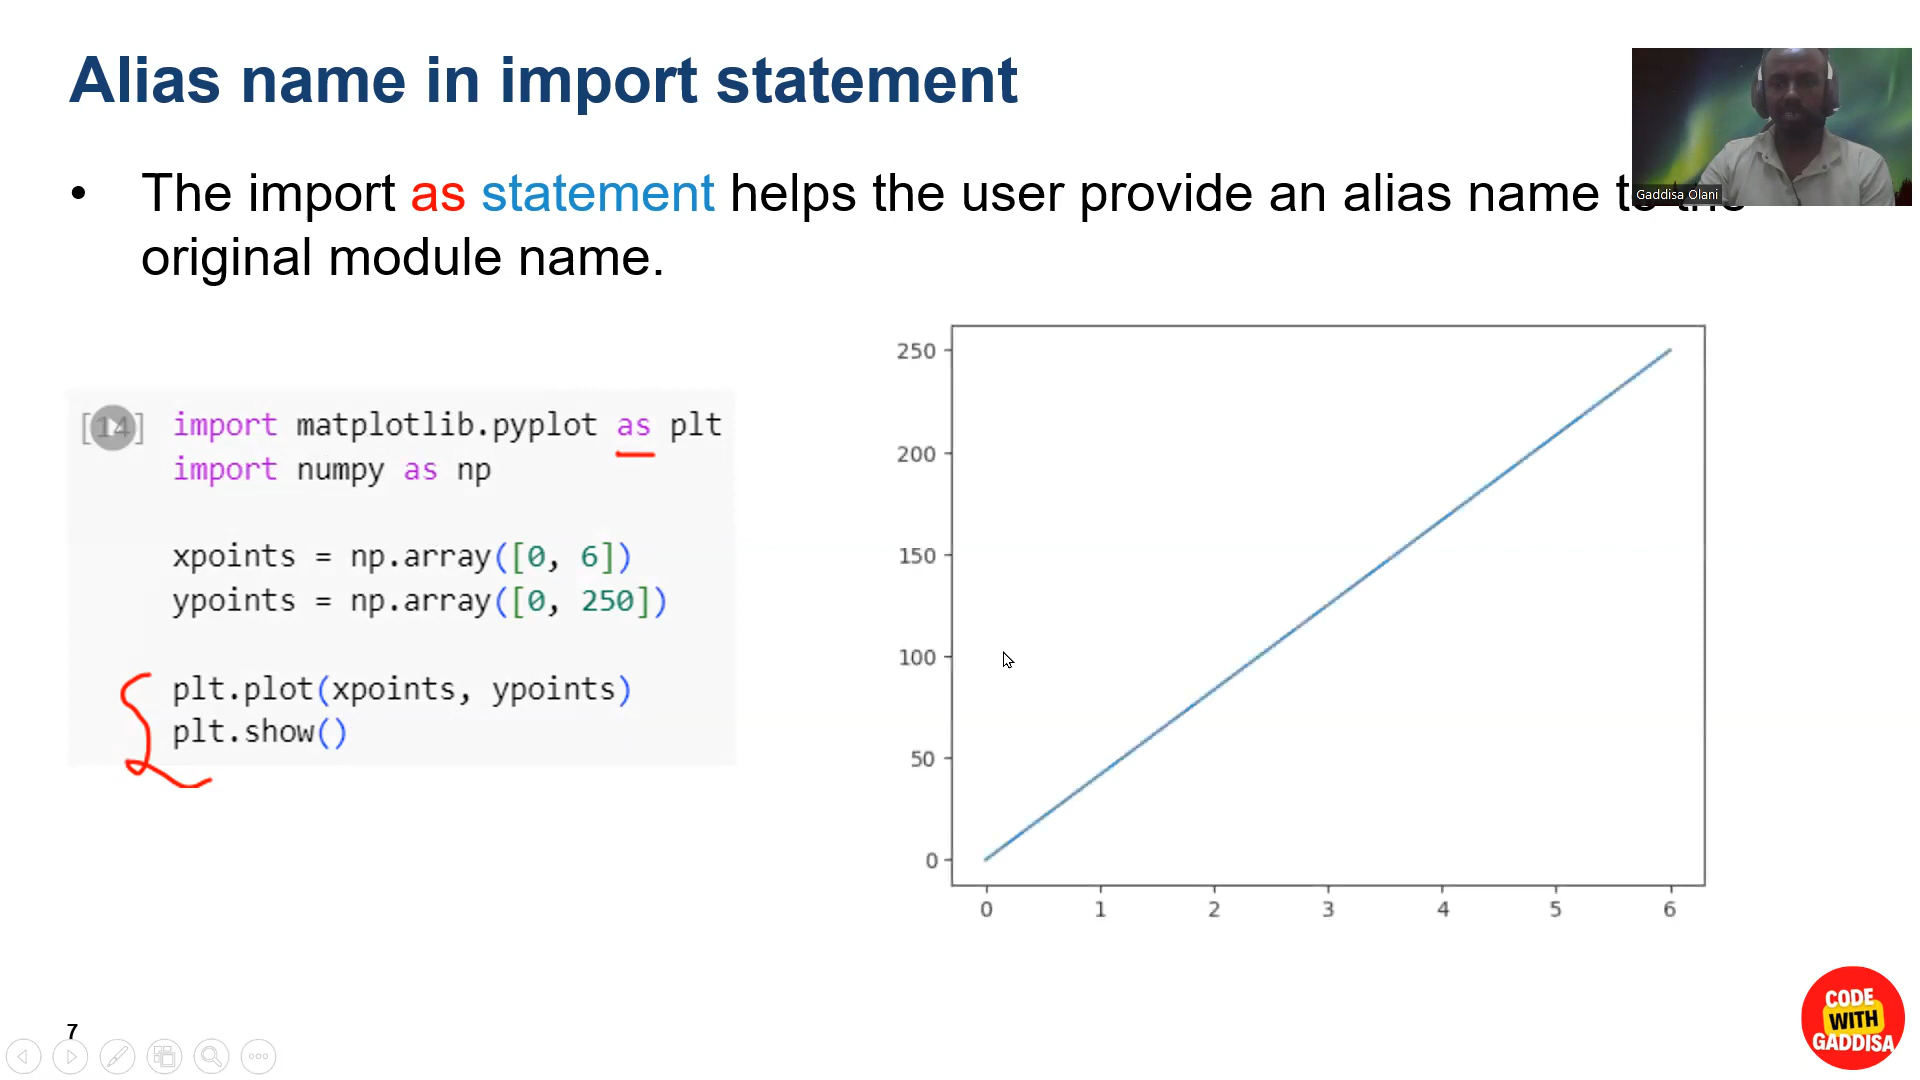 Alias name in import statement
• The import as statement helps the user provide an alias name to the
original module name.
Gaddisa Olani
[14] import matplotlib.pyplot as plt
import numpy as np
xpoints = np.array([0, 6])
ypoints = np.array([0, 250])
plt.plot(xpoints, ypoints)
plt.show()
250
200
150
100
50
0
0 1 2 3 4 5 6
7
CODE
WITH
GADDISA